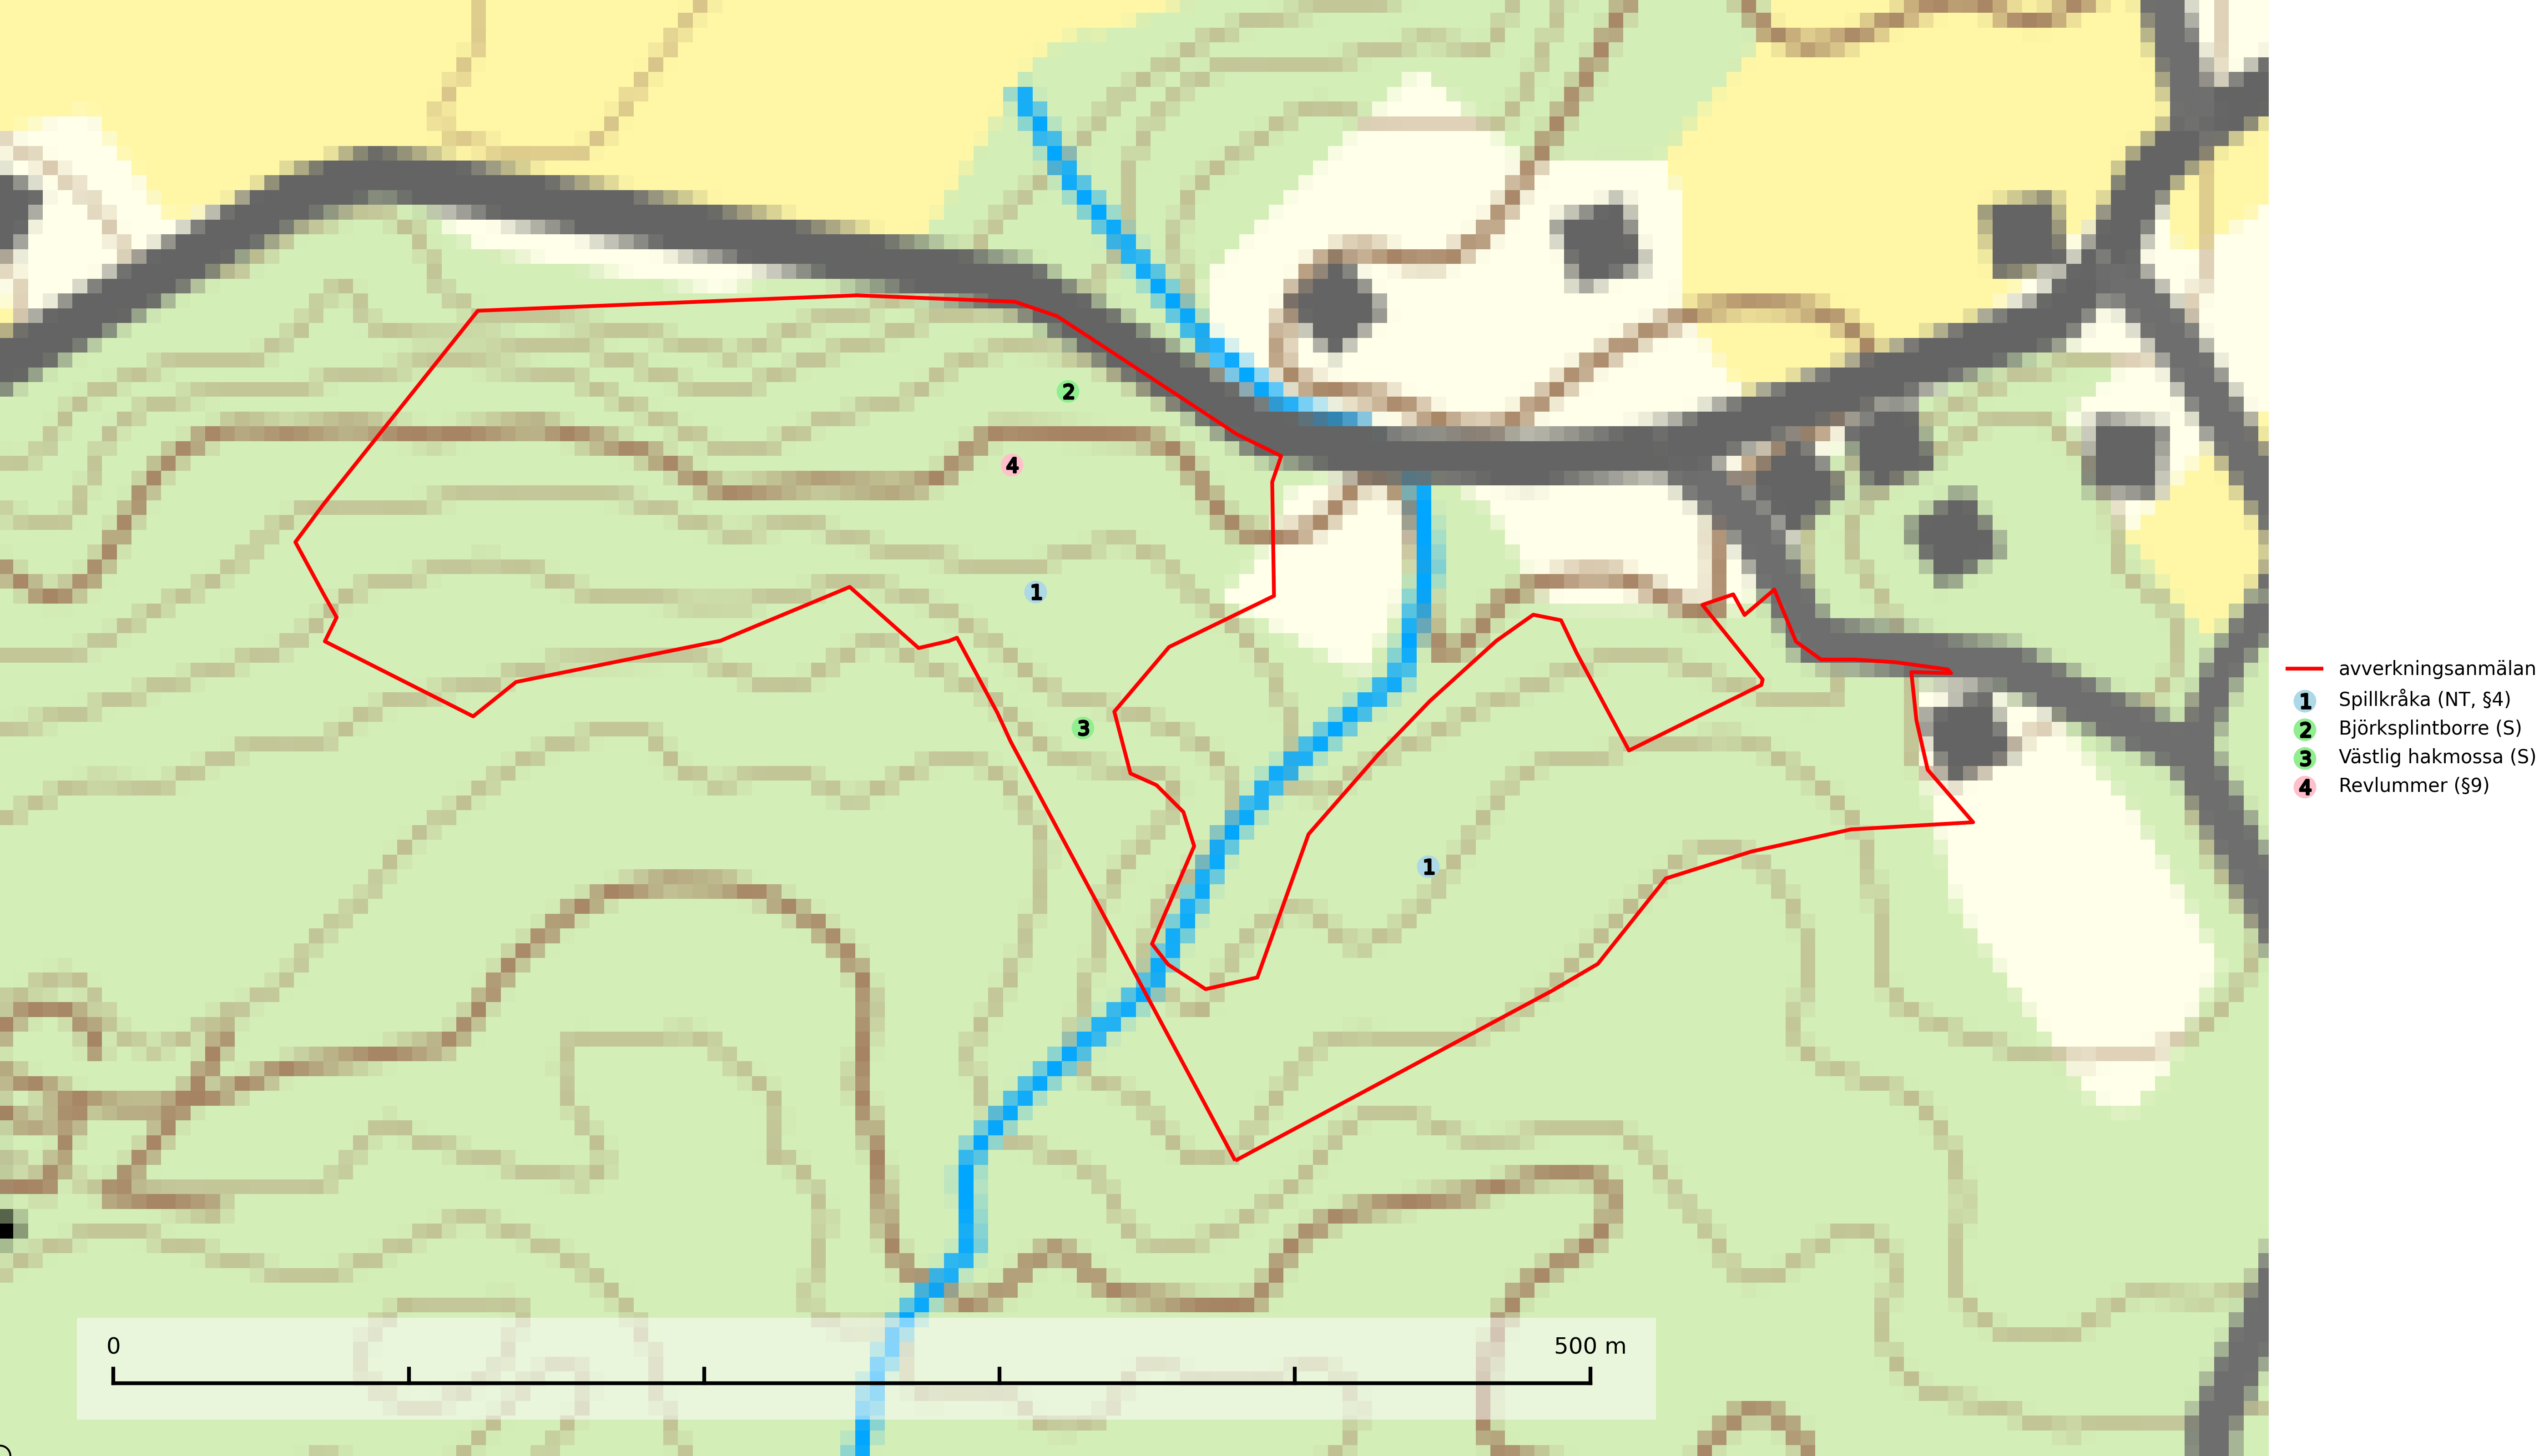 2
4
1
3
1
avverkningsanmälan
1 Spillkråka (NT, §4)
2 Björksplintborre (S)
3 Västlig hakmossa (S)
4 Revlummer (§9)
0 500 m